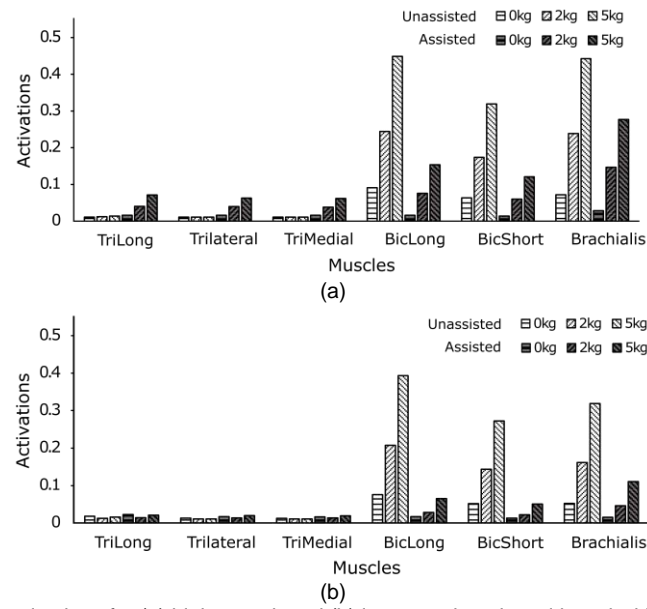 Unassisted 0kg 2kg 5kg
Assisted 0kg 2kg 5kg
0.5
0.4
0.3
0.2
0.1
0
Activations
TriLong Trilateral TriMedial BicLong BicShort Brachialis
Muscles
(a)
Unassisted 0kg 2kg 5kg
Assisted 0kg 2kg 5kg
0.5
0.4
0.3
0.2
0.1
0
Activations
TriLong Trilateral TriMedial BicLong BicShort Brachialis
Muscles
(b)